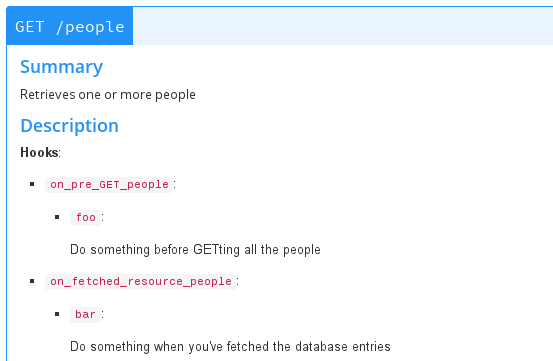 GET /people
Summary
Retrieves one or more people
Description
Hooks:
on_pre_GET_people:
foo:
Do something before GETting all the people
on_fetched_resource_people:
bar:
Do something when you've fetched the database entries